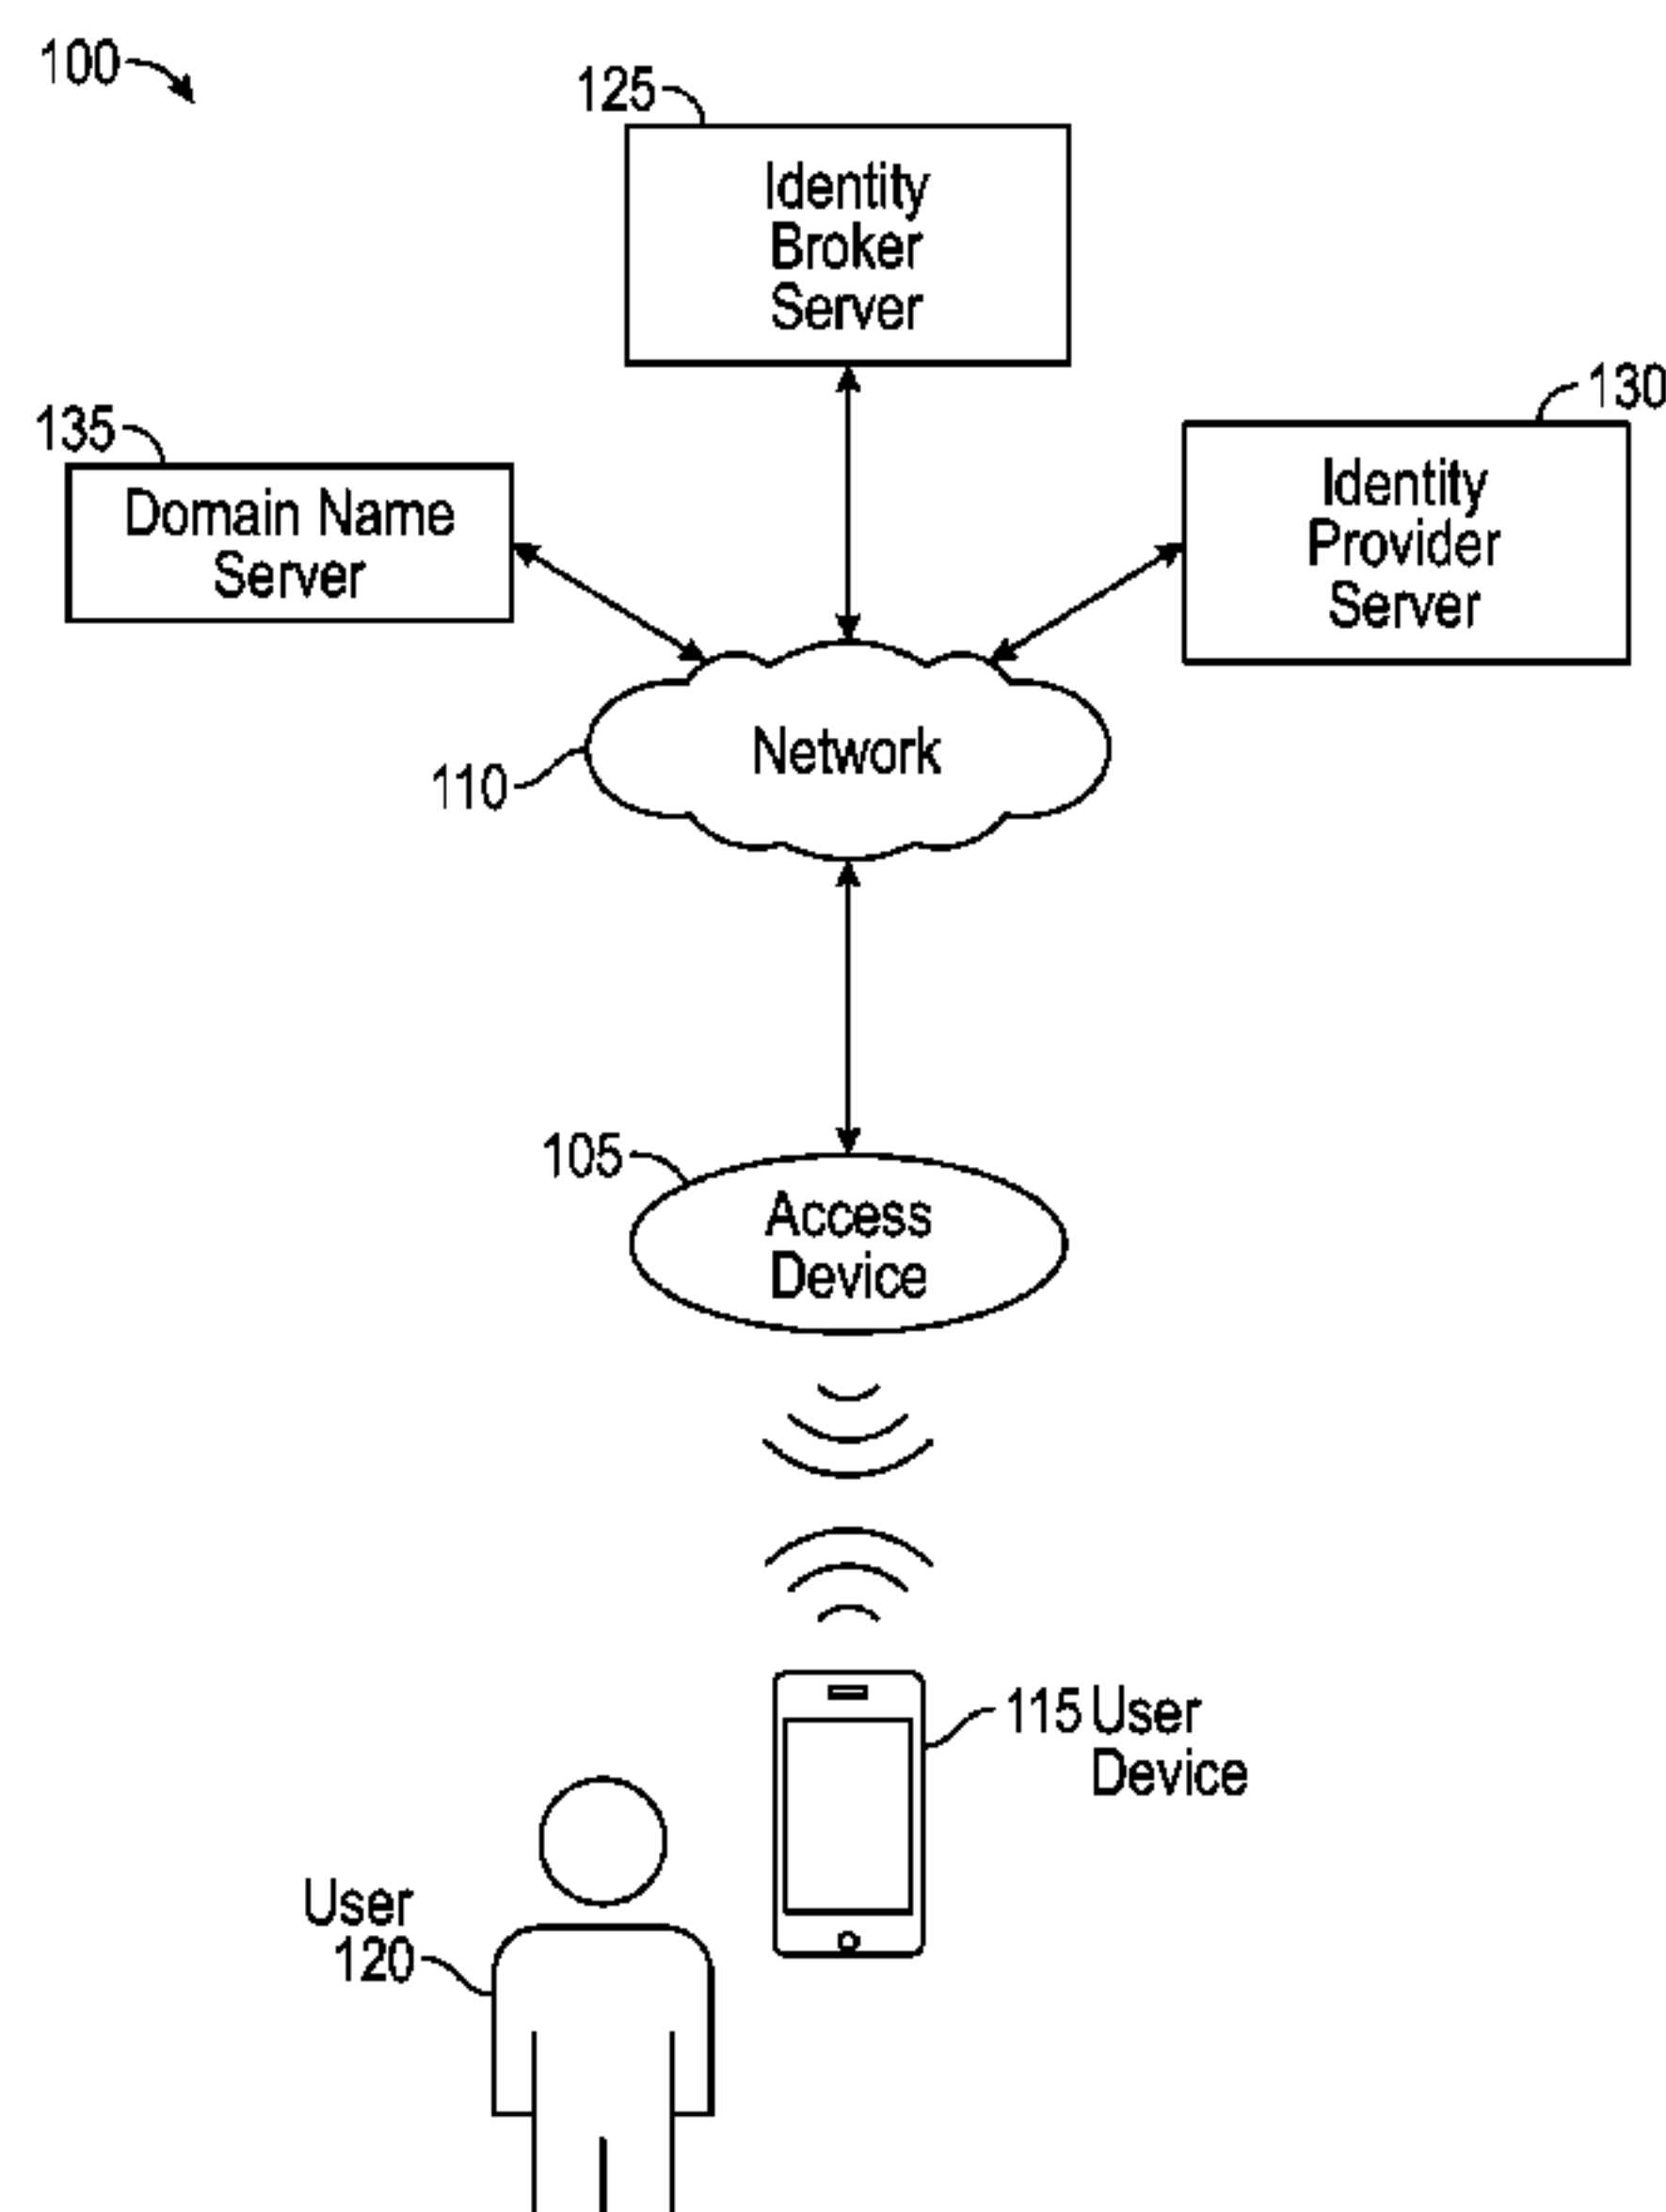 100
125
Identity
Broker
Server
130
135
Domain Name
Server
Identity
Provider
Server
Network
110
105
Access
Device
115 User
Device
User
120